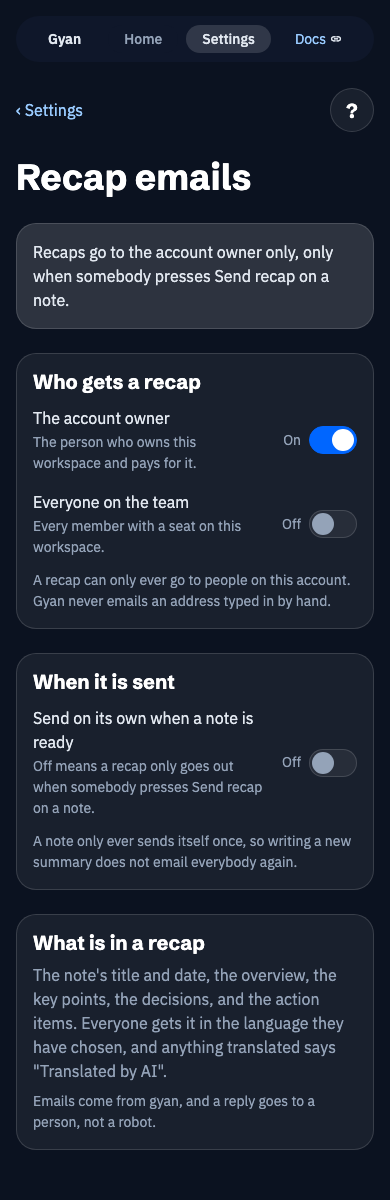 Gyan Home Settings Docs
‹ Settings
?
Recap emails
Recaps go to the account owner only, only
when somebody presses Send recap on a
note.
Who gets a recap
The account owner
The person who owns this
workspace and pays for it.
On
Everyone on the team
Every member with a seat on this
workspace.
Off
A recap can only ever go to people on this account.
Gyan never emails an address typed in by hand.
When it is sent
Send on its own when a note is
ready
Off means a recap only goes out
when somebody presses Send recap
on a note.
Off
A note only ever sends itself once, so writing a new
summary does not email everybody again.
What is in a recap
The note's title and date, the overview, the
key points, the decisions, and the action
items. Everyone gets it in the language they
have chosen, and anything translated says
"Translated by AI".
Emails come from gyan, and a reply goes to a
person, not a robot.